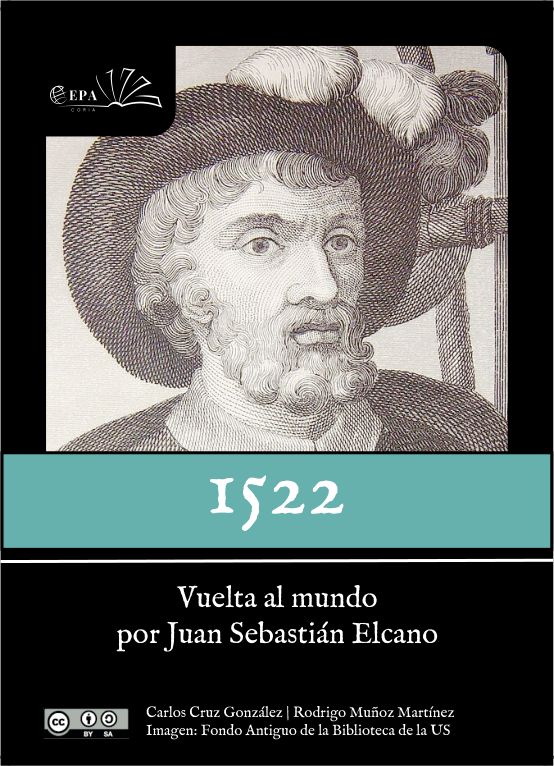 EPA
CORIA
1522
Vuelta al mundo
por Juan Sebastián Elcano
cc
BY SA
Carlos Cruz González | Rodrigo Muñoz Martínez
Imagen: Fondo Antiguo de la Biblioteca de la US